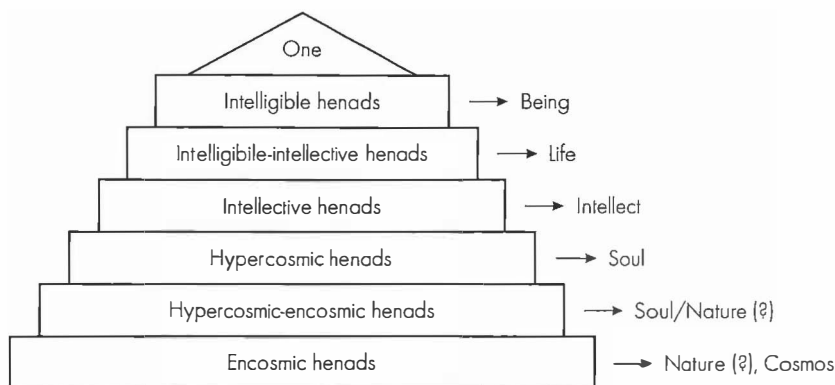 One
Intelligible henads → Being
Intelligibile-intellective henads → Life
Intellective henads → Intellect
Hypercosmic henads → Soul
Hypercosmic-encosmic henads → Soul/Nature (?)
Encosmic henads → Nature (?), Cosmos